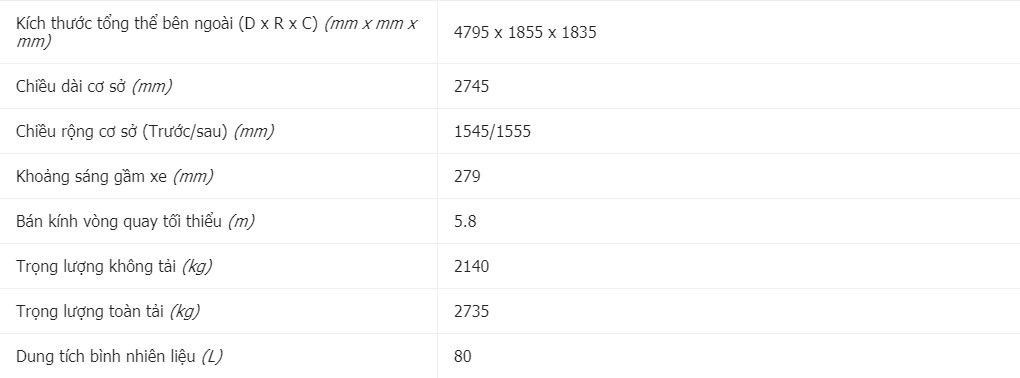 Kích thước tổng thể bên ngoài (D x R x C) (mm x mm x
mm)
4795 x 1855 x 1835
Chiều dài cơ sở (mm)
2745
Chiều rộng cơ sở (Trước/sau) (mm)
1545/1555
Khoảng sáng gầm xe (mm)
279
Bán kính vòng quay tối thiểu (m)
5.8
Trọng lượng không tải (kg)
2140
Trọng lượng toàn tải (kg)
2735
Dung tích bình nhiên liệu (L)
80